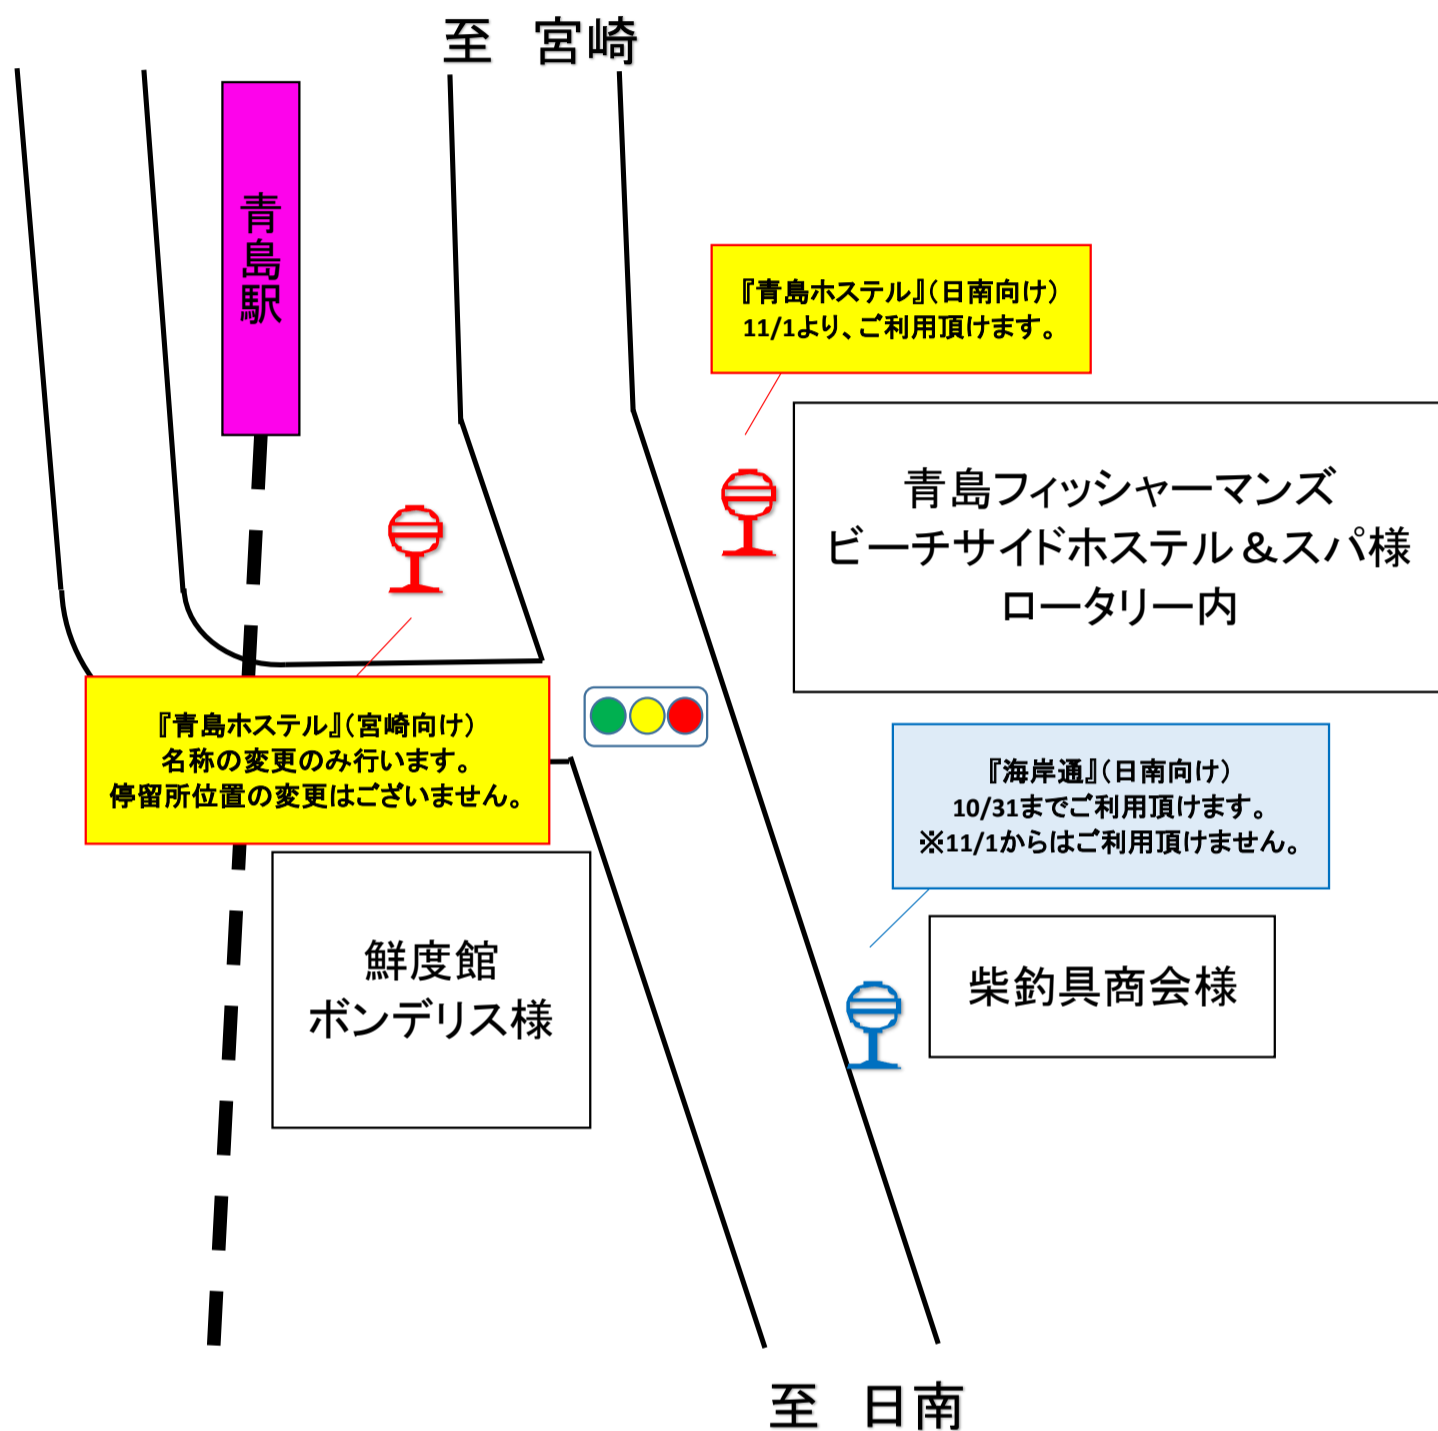 至　宮崎
青島駅
『青島ホステル』（日南向け）
11/1より、ご利用頂けます。
青島フィッシャーマンズ
ビーチサイドホステル＆スパ様
ロータリー内
『青島ホステル』（宮崎向け）
名称の変更のみ行います。
停留所位置の変更はございません。
『海岸通』（日南向け）
10/31までご利用頂けます。
※11/1からはご利用頂けません。
鮮度館
ボンデリス様
柴釣具商会様
至　日南